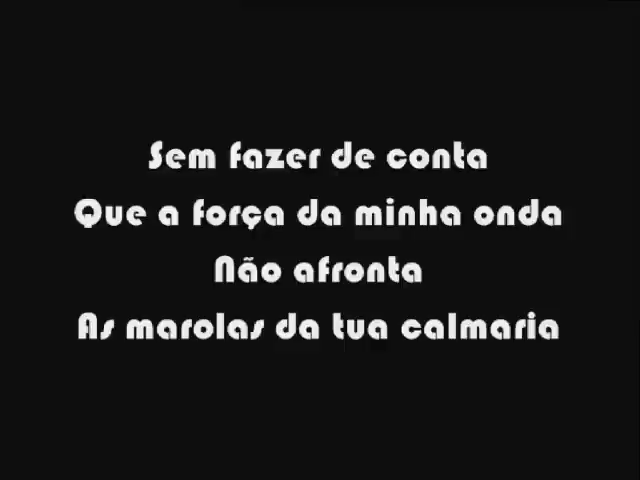 Sem fazer de conta
Que a força da minha onda
Não afronta
As marolas da tua calmaria